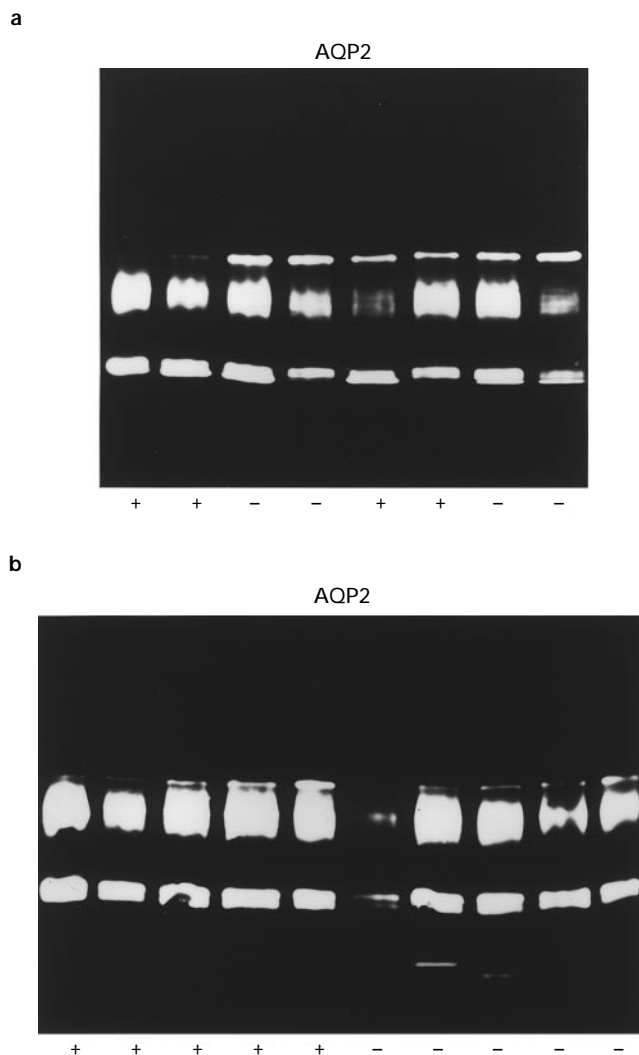 a
AQP2
+ + − − + + − −
b
AQP2
+ + + + + − − − − −